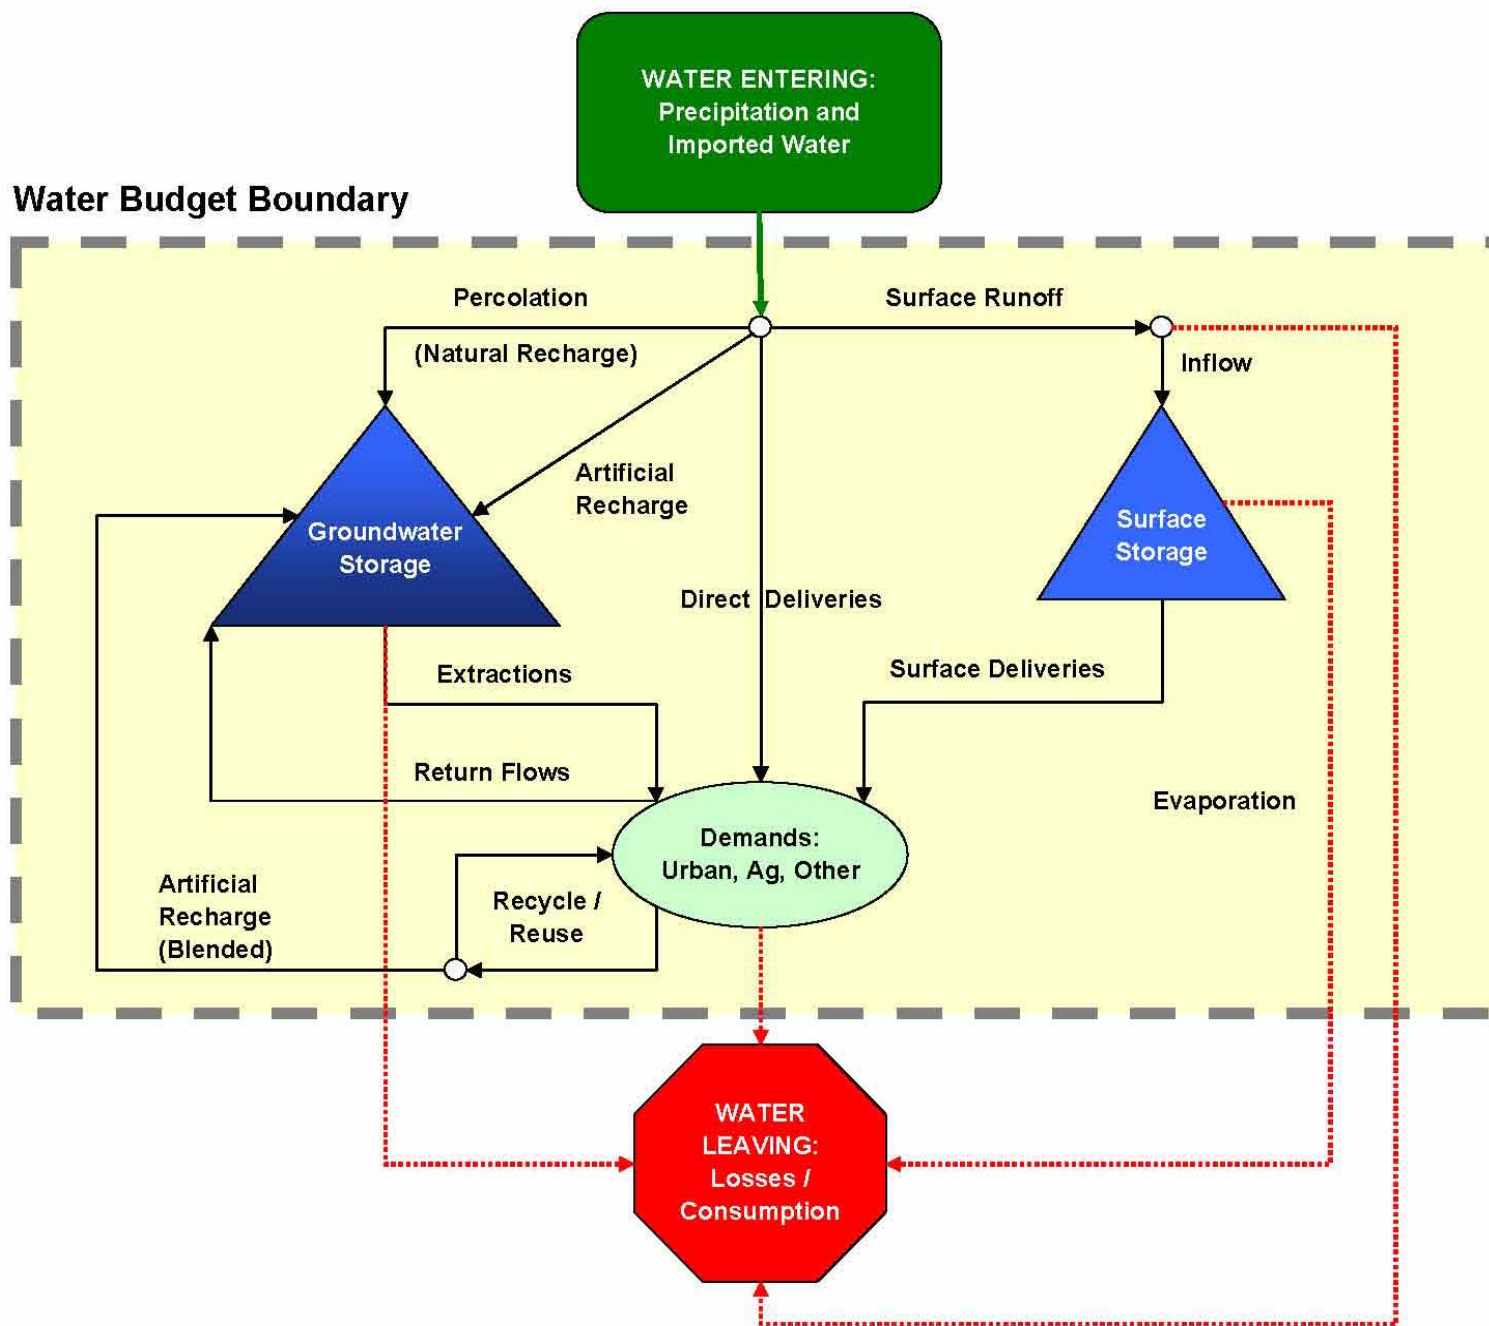 WATER ENTERING:
Precipitation and
Imported Water
Water Budget Boundary
Percolation
Surface Runoff
(Natural Recharge)
Inflow
Artificial
Recharge
Groundwater
Storage
Surface
Storage
Direct Deliveries
Extractions
Surface Deliveries
Return Flows
Evaporation
Demands:
Urban, Ag, Other
Artificial
Recharge
(Blended)
Recycle /
Reuse
WATER
LEAVING:
Losses /
Consumption